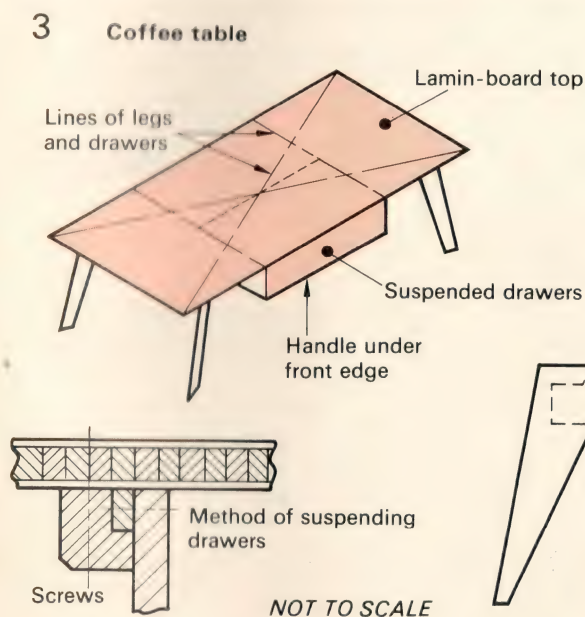 3 Coffee table
Lamin-board top
Lines of legs
and drawers
Suspended drawers
Handle under
front edge
Method of suspending
drawers
Screws
NOT TO SCALE